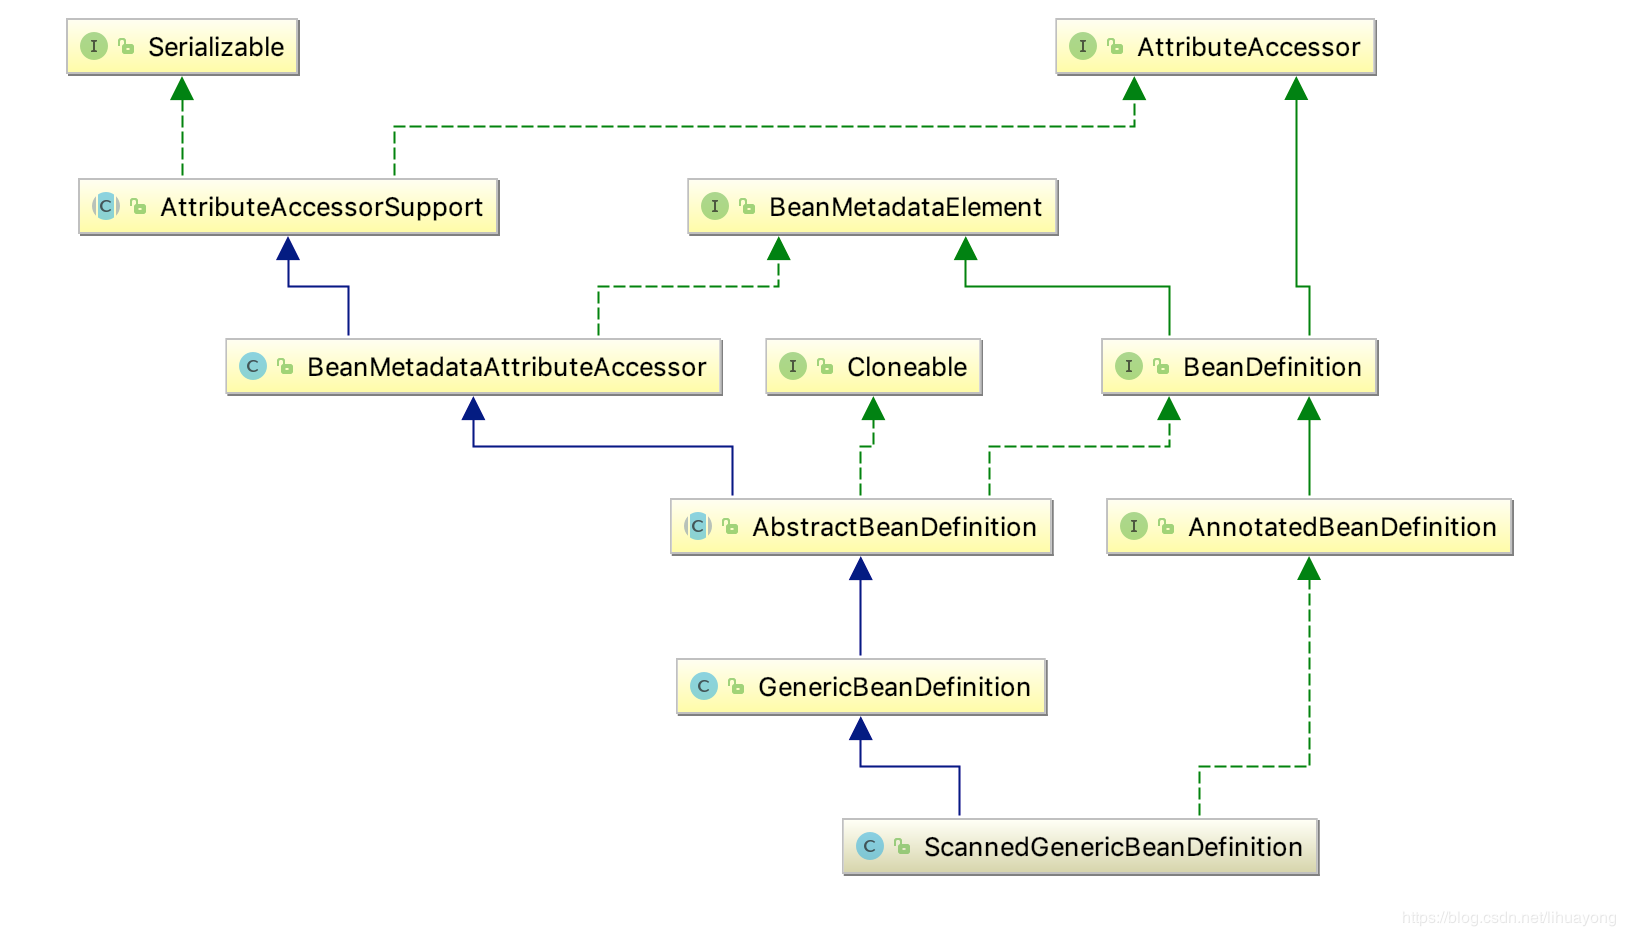 I Serializable
I AttributeAccessor
C AttributeAccessorSupport
I BeanMetadataElement
C BeanMetadataAttributeAccessor
I Cloneable
I BeanDefinition
C AbstractBeanDefinition
I AnnotatedBeanDefinition
C GenericBeanDefinition
C ScannedGenericBeanDefinition
https://blog.csdn.net/lihuayong